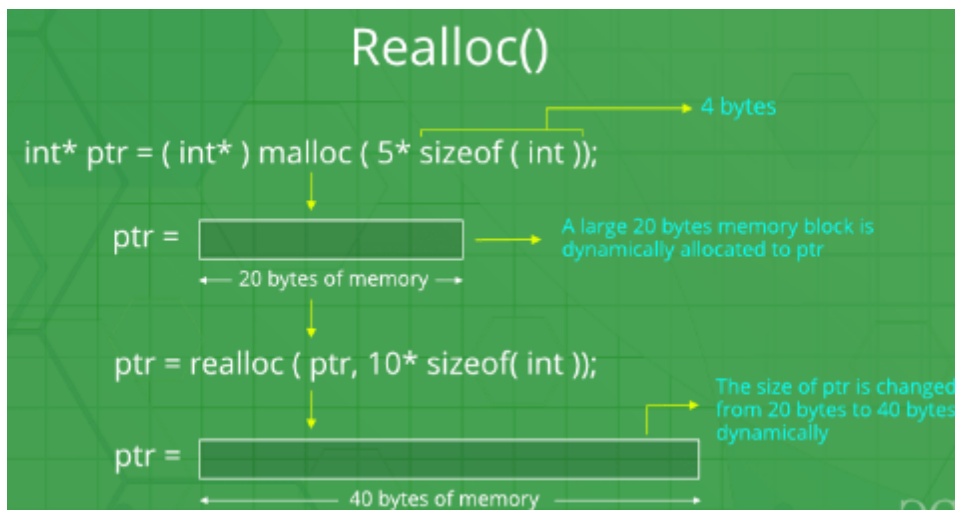 Realloc()
4 bytes
int* ptr = ( int* ) malloc ( 5* sizeof ( int ));
ptr =
A large 20 bytes memory block is
dynamically allocated to ptr
20 bytes of memory
ptr = realloc ( ptr, 10* sizeof( int ));
The size of ptr is changed
from 20 bytes to 40 bytes
dynamically
ptr =
40 bytes of memory